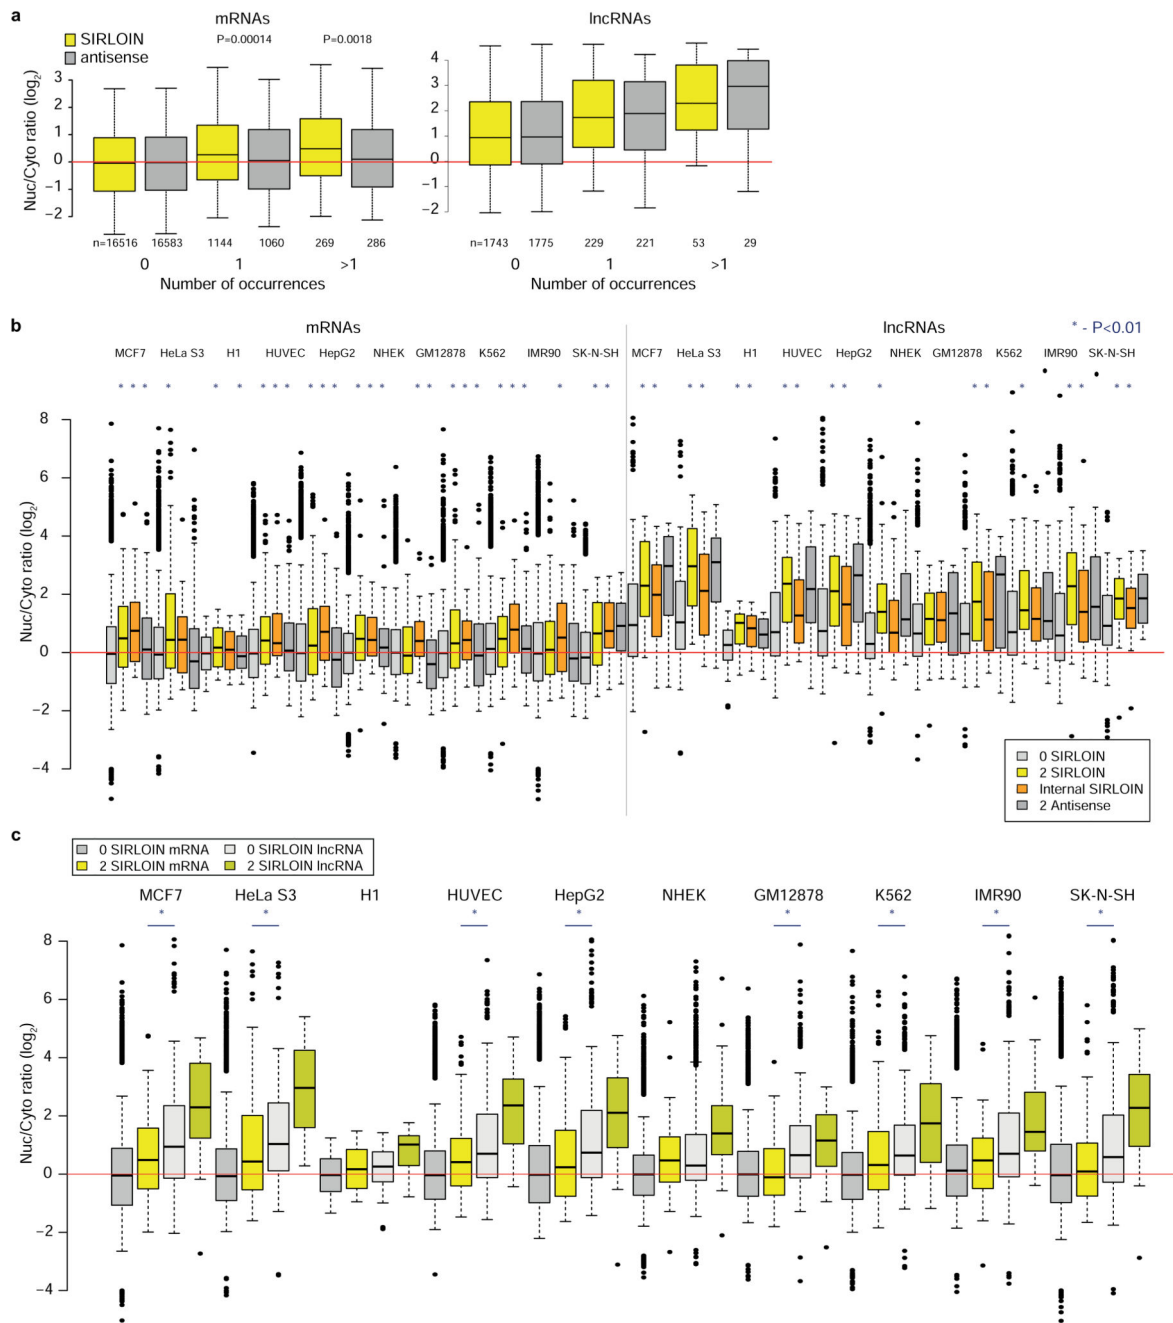 a
mRNAs
lncRNAs
SIRLOIN
antisense
P=0.00014 P=0.0018
Nuc/Cyto ratio (log2)
3
2
1
0
−1
−2
4
3
2
1
0
−1
−2
n=16516 16583 1144 1060 269 286
n=1743 1775 229 221 53 29
0 1 >1
0 1 >1
Number of occurrences
Number of occurrences
b
mRNAs
lncRNAs
* - P<0.01
MCF7 HeLa S3 H1 HUVEC HepG2 NHEK GM12878 K562 IMR90 SK-N-SH
MCF7 HeLa S3 H1 HUVEC HepG2 NHEK GM12878 K562 IMR90 SK-N-SH
Nuc/Cyto ratio (log2)
8
6
4
2
0
−2
−4
0 SIRLOIN
2 SIRLOIN
Internal SIRLOIN
2 Antisense
c
0 SIRLOIN mRNA 0 SIRLOIN lncRNA
2 SIRLOIN mRNA 2 SIRLOIN lncRNA
MCF7 HeLa S3 H1 HUVEC HepG2 NHEK GM12878 K562 IMR90 SK-N-SH
* * * * * * * *
Nuc/Cyto ratio (log2)
8
6
4
2
0
−2
−4